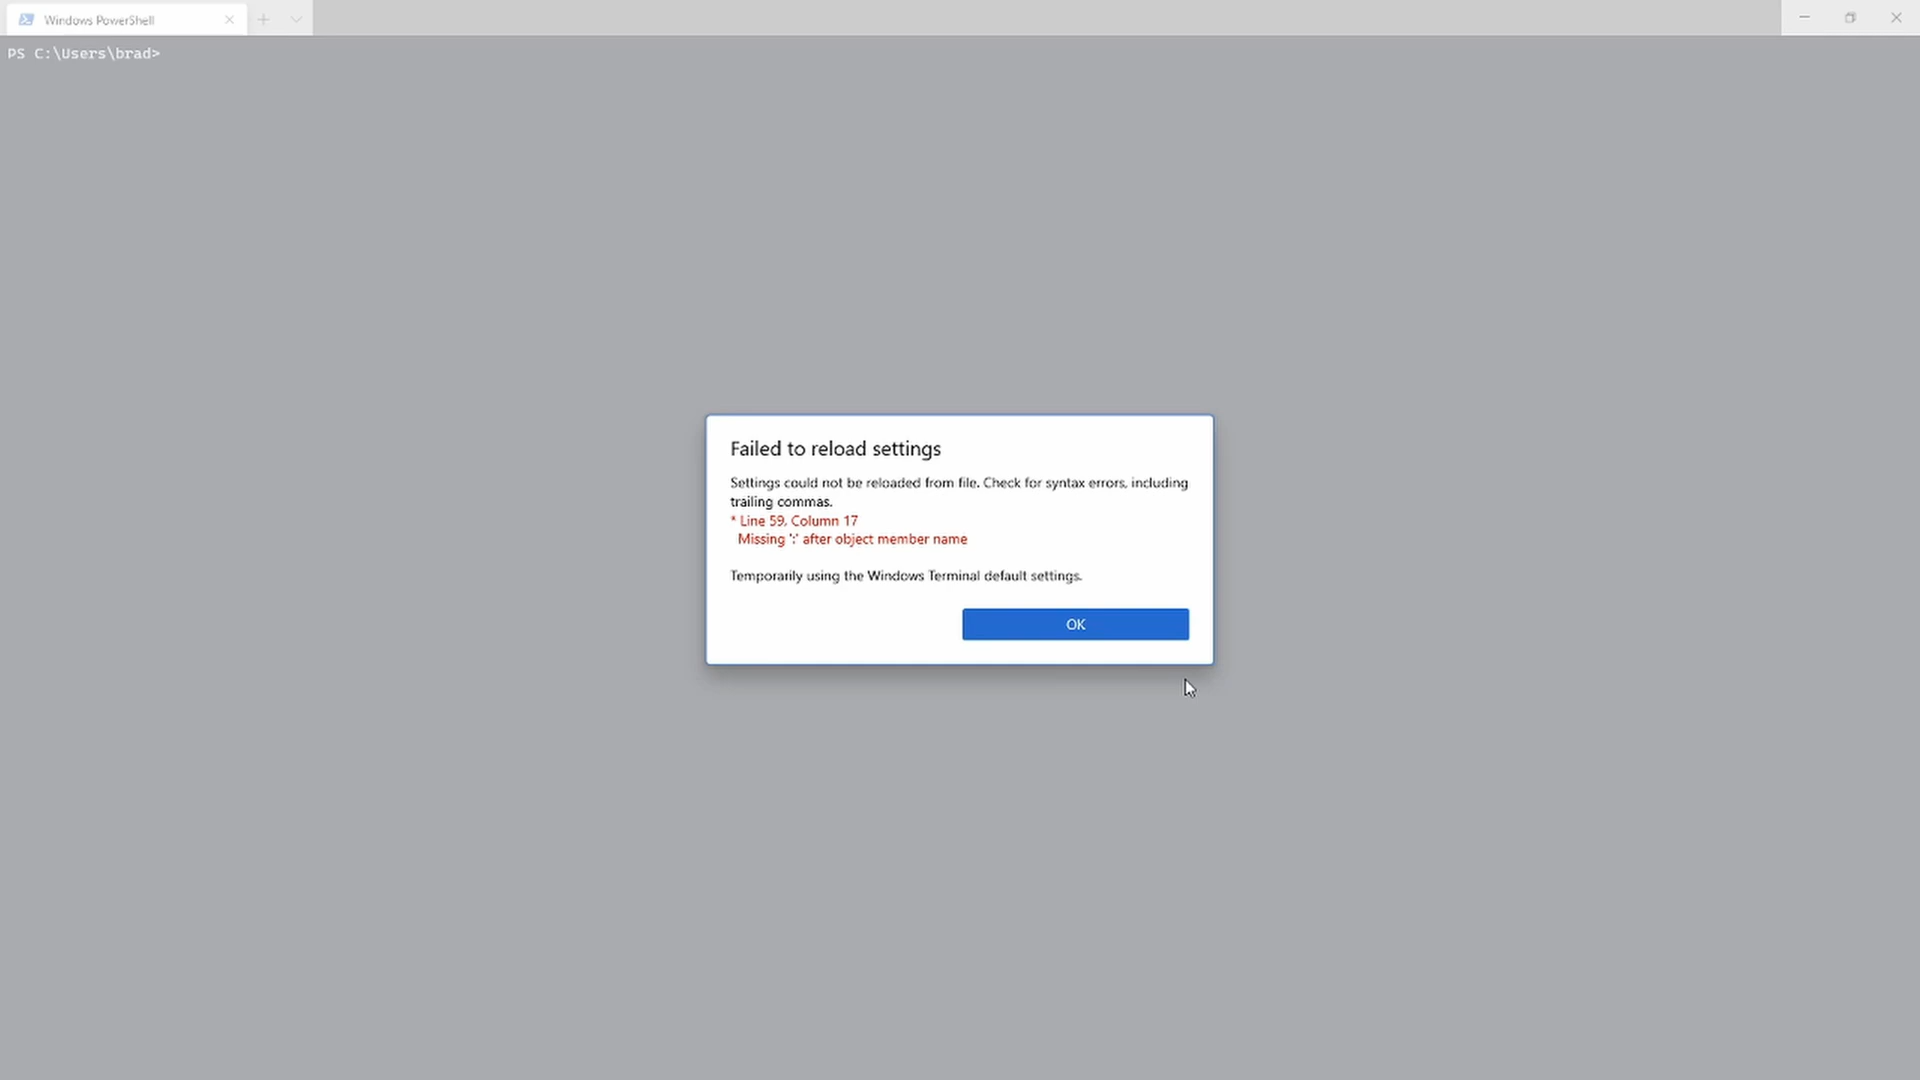 Windows PowerShell
PS C:\Users\brad>
Failed to reload settings
Settings could not be reloaded from file. Check for syntax errors, including
trailing commas.
* Line 59, Column 17
Missing ':' after object member name
Temporarily using the Windows Terminal default settings.
OK